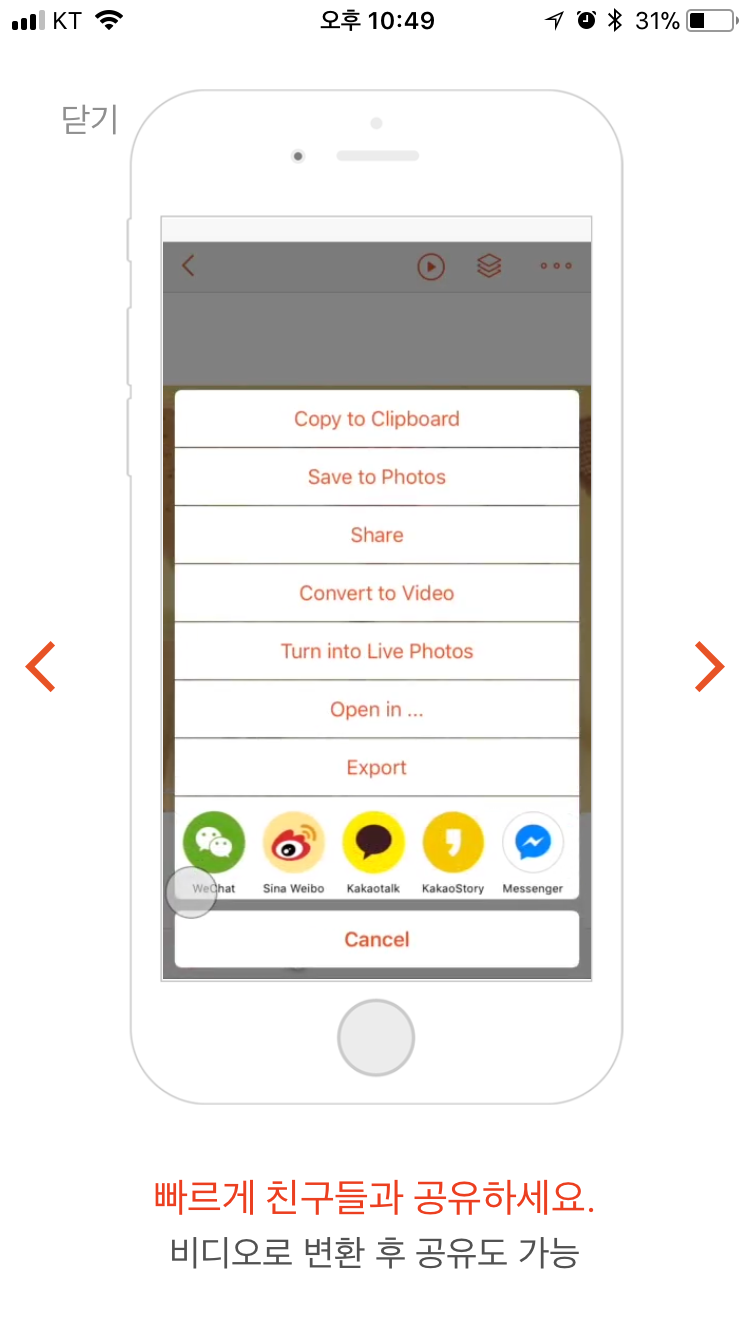 KT
오후 10:49
31%
닫기
Copy to Clipboard
Save to Photos
Share
Convert to Video
Turn into Live Photos
Open in ...
Export
WeChat
Sina Weibo
Kakaotalk
KakaoStory
Messenger
Cancel
빠르게 친구들과 공유하세요.
비디오로 변환 후 공유도 가능